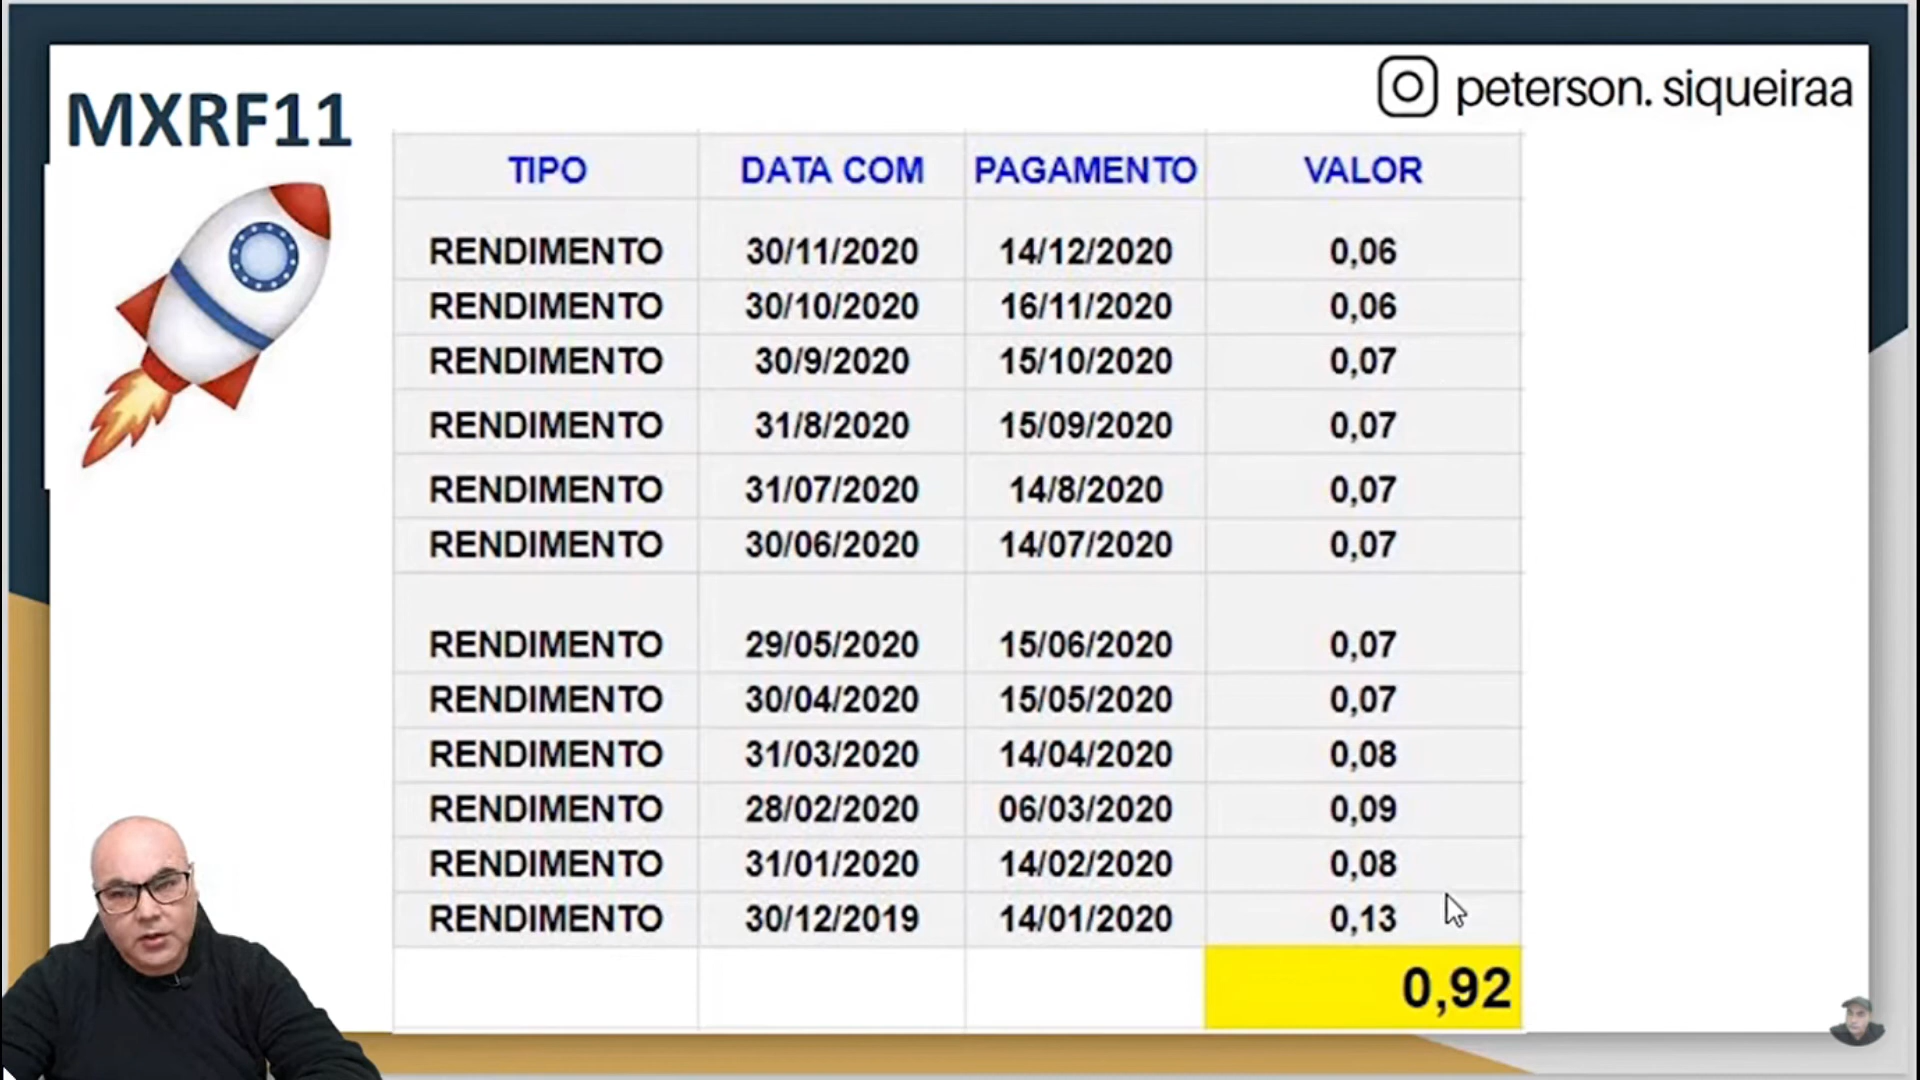 MXRF11
peterson. siqueiraa
TIPO DATA COM PAGAMENTO VALOR
RENDIMENTO 30/11/2020 14/12/2020 0,06
RENDIMENTO 30/10/2020 16/11/2020 0,06
RENDIMENTO 30/9/2020 15/10/2020 0,07
RENDIMENTO 31/8/2020 15/09/2020 0,07
RENDIMENTO 31/07/2020 14/8/2020 0,07
RENDIMENTO 30/06/2020 14/07/2020 0,07
RENDIMENTO 29/05/2020 15/06/2020 0,07
RENDIMENTO 30/04/2020 15/05/2020 0,07
RENDIMENTO 31/03/2020 14/04/2020 0,08
RENDIMENTO 28/02/2020 06/03/2020 0,09
RENDIMENTO 31/01/2020 14/02/2020 0,08
RENDIMENTO 30/12/2019 14/01/2020 0,13
0,92